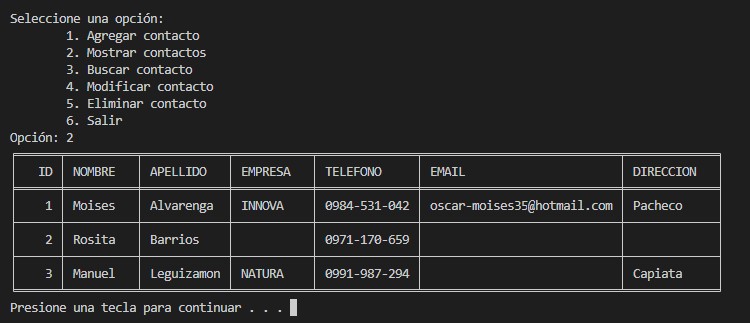 Seleccione una opción:
1. Agregar contacto
2. Mostrar contactos
3. Buscar contacto
4. Modificar contacto
5. Eliminar contacto
6. Salir
Opción: 2
ID NOMBRE APELLIDO EMPRESA TELEFONO EMAIL DIRECCION
1 Moises Alvarenga INNOVA 0984-531-042 oscar-moises35@hotmail.com Pacheco
2 Rosita Barrios 0971-170-659
3 Manuel Leguizamon NATURA 0991-987-294 Capiata
Presione una tecla para continuar . . .